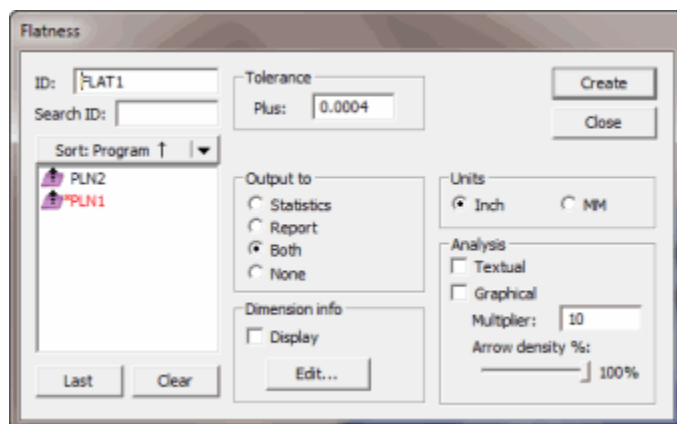 Flatness
ID: FLAT1
Search ID:
Sort: Program ↑
PLN2
*PLN1
Last Clear
Tolerance
Plus: 0.0004
Output to
Statistics
Report
Both
None
Dimension info
Display
Edit...
Create
Close
Units
Inch MM
Analysis
Textual
Graphical
Multiplier: 10
Arrow density %:
100%